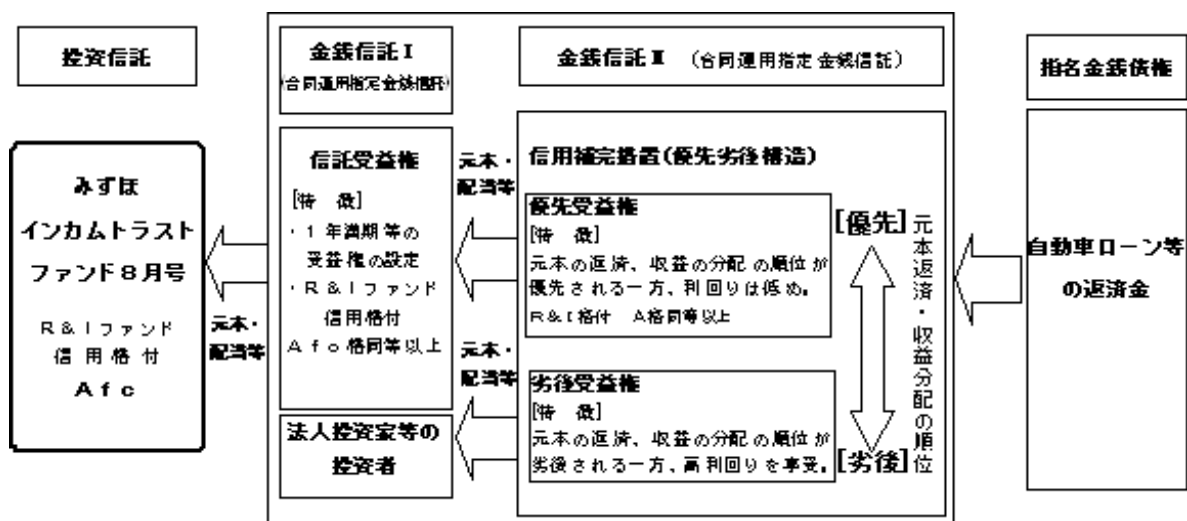 投資信託
みずほ
インカムトラスト
ファンド8月号
R&Iファンド
信用格付
Afc
元本・
配当等
金銭信託Ⅰ
(合同運用指定金銭信託)
信託受益権
[特 徴]
・1年満期等の
受益権の設定
・R&Iファンド
信用格付
Afc格同等以上
法人投資家等の
投資者
元本・
配当等
元本・
配当等
金銭信託Ⅱ (合同運用指定金銭信託)
信用補完措置(優先劣後構造)
優先受益権
[特 徴]
元本の返済、収益の分配の順位が
優先される一方、利回りは低め。
R&I格付 A格同等以上
劣後受益権
[特 徴]
元本の返済、収益の分配の順位が
劣後される一方、高利回りを享受。
[優先]
[劣後]
元本返済・収益分配の順位
指名金銭債権
自動車ローン等
の返済金